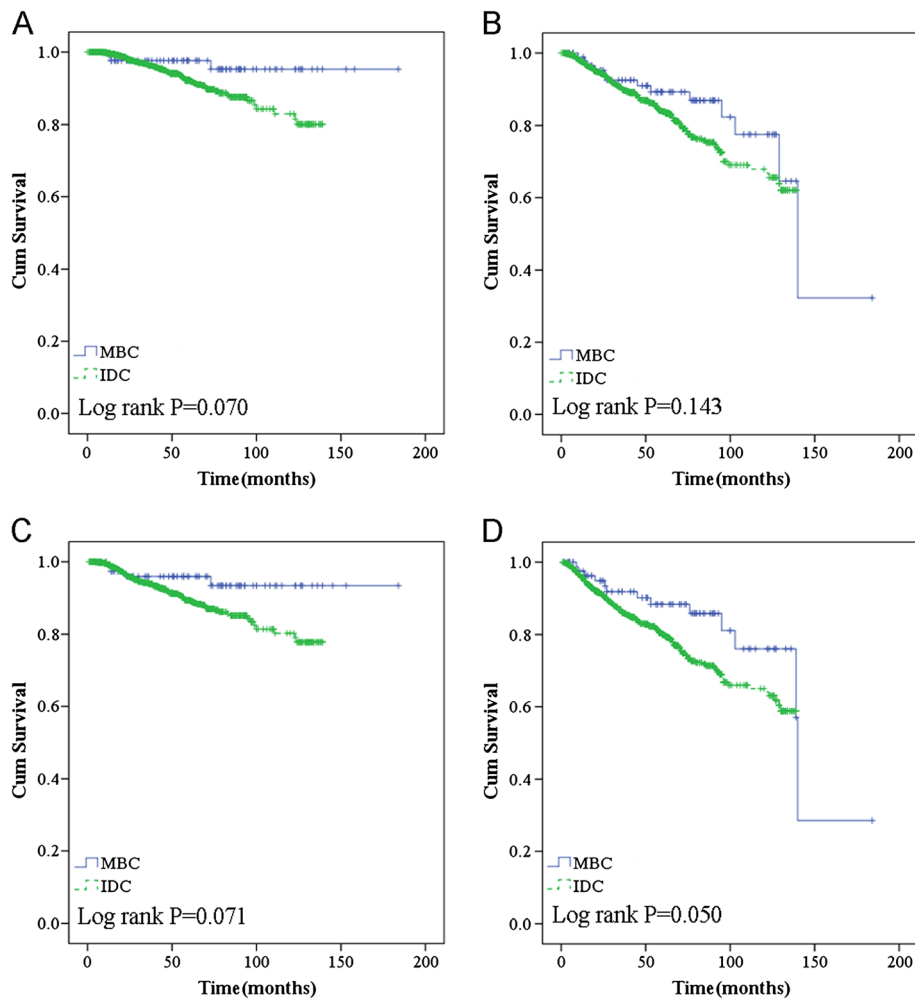 A
Cum Survival
1.0
0.8
0.6
0.4
0.2
0.0
MBC
IDC
Log rank P=0.070
0 50 100 150 200
Time(months)
B
Cum Survival
1.0
0.8
0.6
0.4
0.2
0.0
MBC
IDC
Log rank P=0.143
0 50 100 150 200
Time(months)
C
Cum Survival
1.0
0.8
0.6
0.4
0.2
0.0
MBC
IDC
Log rank P=0.071
0 50 100 150 200
Time(months)
D
Cum Survival
1.0
0.8
0.6
0.4
0.2
0.0
MBC
IDC
Log rank P=0.050
0 50 100 150 200
Time(months)